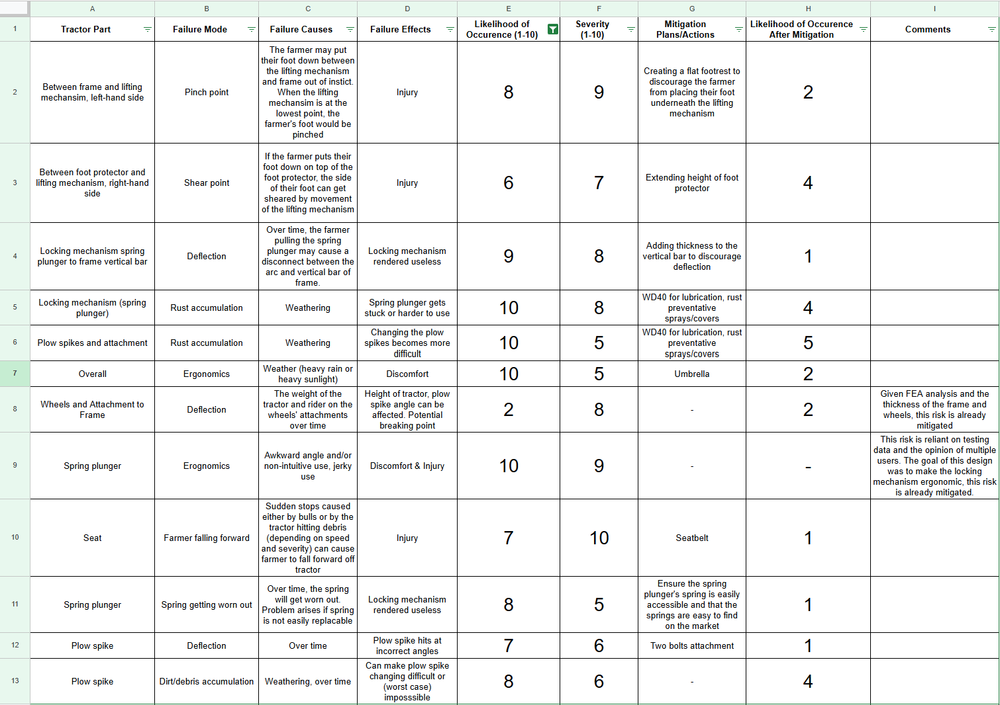 A B C D E F G H I
1 Tractor Part Failure Mode Failure Causes Failure Effects Likelihood of
Occurence (1-10) Severity
(1-10) Mitigation
Plans/Actions Likelihood of Occurence
After Mitigation Comments
2
Between frame and lifting
mechansim, left-hand side
Pinch point
The farmer may put
their foot down between
the lifting mechanism
and frame out of instict.
When the lifting
mechansim is at the
lowest point, the
farmer's foot would be
pinched
Injury
8
9
Creating a flat footrest to
discourage the farmer
from placing their foot
underneath the lifting
mechanism
2
3
Between foot protector and
lifting mechanism, right-hand
side
Shear point
If the farmer puts their
foot down on top of the
foot protector, the side
of their foot can get
sheared by movement
of the lifting mechanism
Injury
6
7
Extending height of foot
protector
4
4
Locking mechanism spring
plunger to frame vertical bar
Deflection
Over time, the farmer
pulling the spring
plunger may cause a
disconnect between the
arc and vertical bar of
frame.
Locking mechanism
rendered useless
9
8
Adding thickness to the
vertical bar to discourage
deflection
1
5
Locking mechanism (spring
plunger)
Rust accumulation
Weathering
Spring plunger gets
stuck or harder to use
10
8
WD40 for lubrication, rust
preventative
sprays/covers
4
6
Plow spikes and attachment
Rust accumulation
Weathering
Changing the plow
spikes becomes more
difficult
10
5
WD40 for lubrication, rust
preventative
sprays/covers
5
7
Overall
Ergonomics
Weather (heavy rain or
heavy sunlight)
Discomfort
10
5
Umbrella
2
8
Wheels and Attachment to
Frame
Deflection
The weight of the
tractor and rider on the
wheels' attachments
over time
Height of tractor, plow
spike angle can be
affected. Potential
breaking point
2
8
-
2
Given FEA analysis and the
thickness of the frame and
wheels, this risk is already
mitigated
9
Spring plunger
Erognomics
Awkward angle and/or
non-intuitive use, jerky
use
Discomfort & Injury
10
9
-
-
This risk is reliant on testing
data and the opinion of multiple
users. The goal of this design
was to make the locking
mechanism ergonomic, this risk
is already mitigated.
10
Seat
Farmer falling forward
Sudden stops caused
either by bulls or by the
tractor hitting debris
(depending on speed
and severity) can cause
farmer to fall forward off
tractor
Injury
7
10
Seatbelt
1
11
Spring plunger
Spring getting worn out
Over time, the spring
will get worn out.
Problem arises if spring
is not easily replacable
Locking mechanism
rendered useless
8
5
Ensure the spring
plunger's spring is easily
accessible and that the
springs are easy to find
on the market
1
12
Plow spike
Deflection
Over time
Plow spike hits at
incorrect angles
7
6
Two bolts attachment
1
13
Plow spike
Dirt/debris accumulation
Weathering, over time
Can make plow spike
changing difficult or
(worst case)
imposssible
8
6
-
4